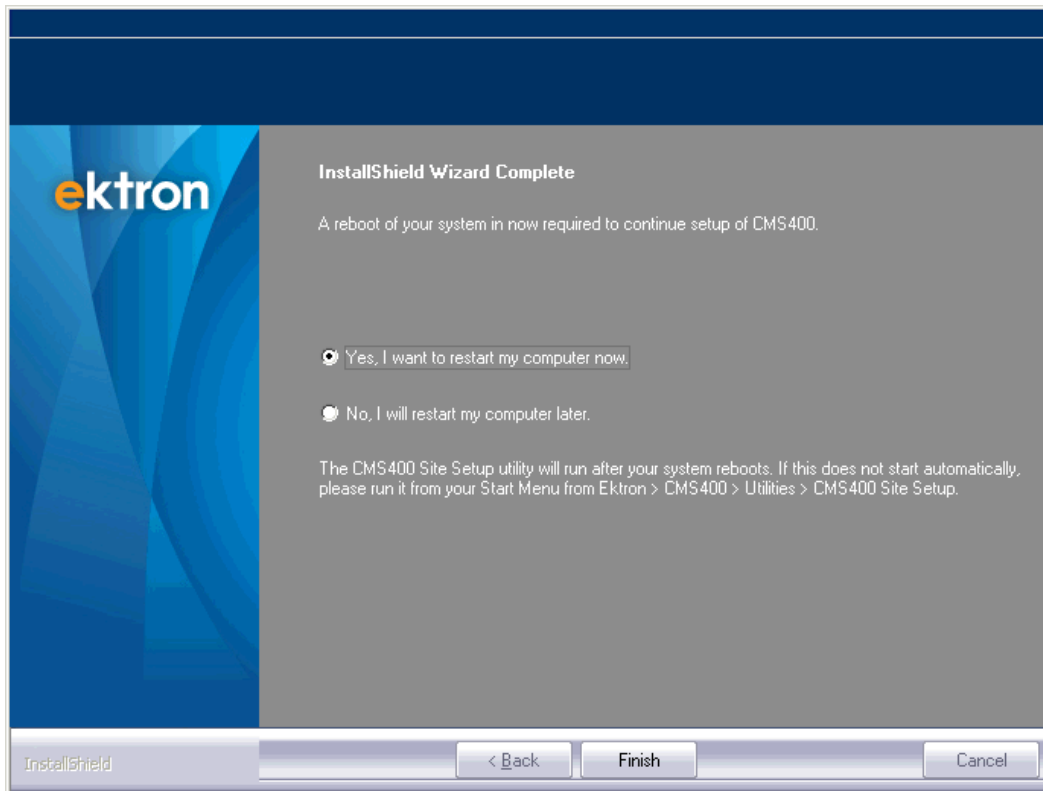 ektron
InstallShield Wizard Complete
A reboot of your system in now required to continue setup of CMS400.
Yes, I want to restart my computer now.
No, I will restart my computer later.
The CMS400 Site Setup utility will run after your system reboots. If this does not start automatically,
please run it from your Start Menu from Ektron > CMS400 > Utilities > CMS400 Site Setup.
InstallShield
< Back
Finish
Cancel